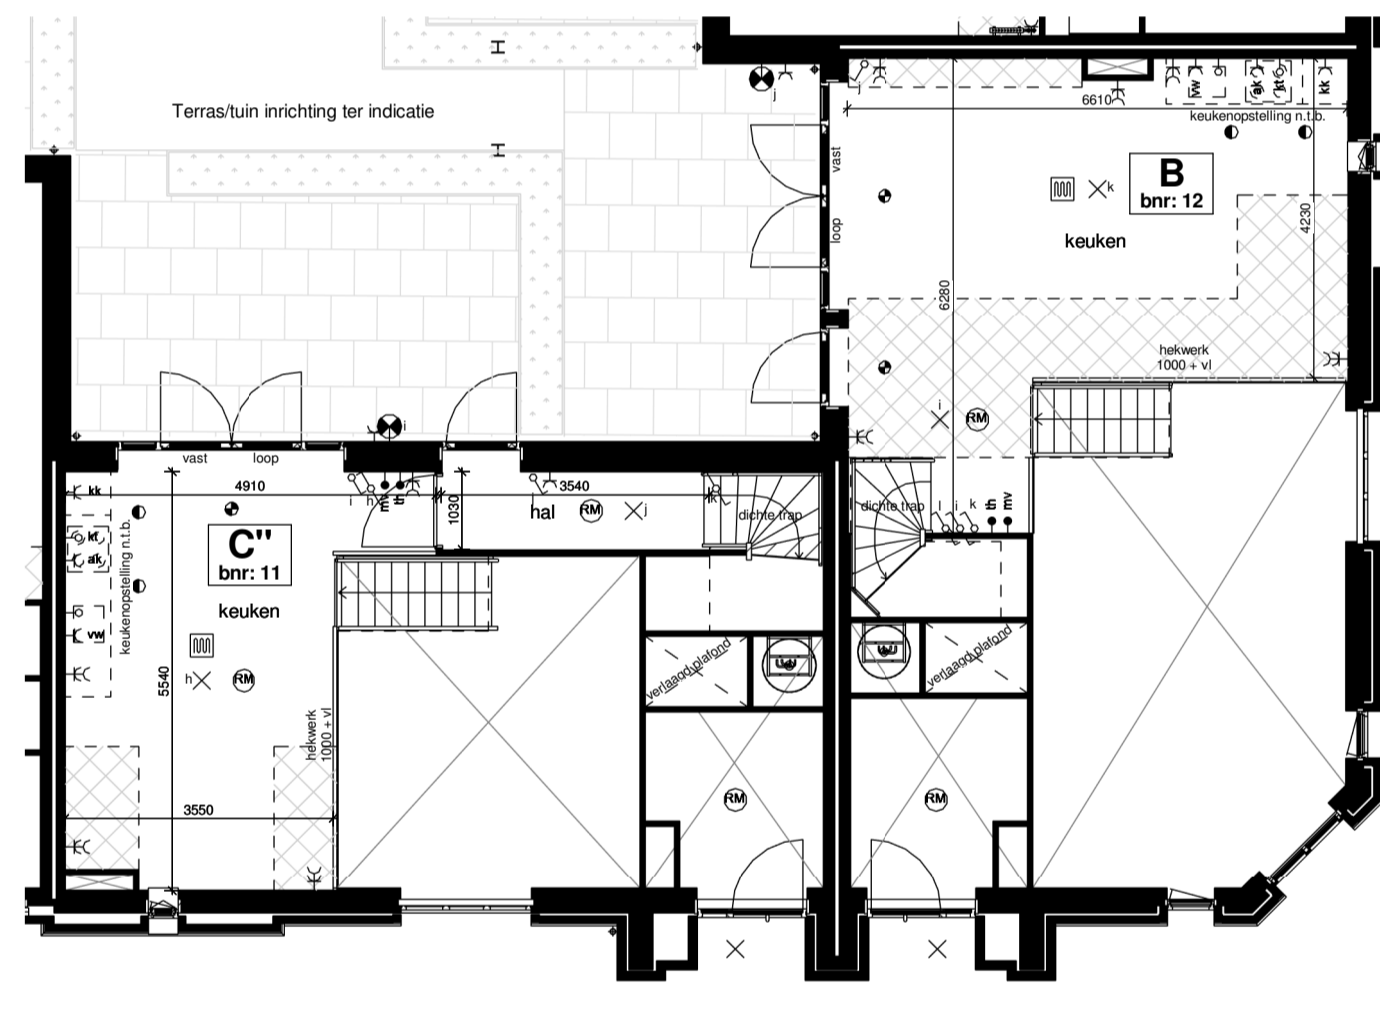 Terras/tuin inrichting ter indicatie
H
H
j
vast
loop
6610
vw
ak
kt
kk
keukenopstelling n.t.b.
B
bnr: 12
k
keuken
4230
6280
hekwerk
1000 + vl
i
RM
i
vast
loop
4910
kk
kt
ak
vw
keukenopstelling n.t.b.
C"
bnr: 11
keuken
i
h
mv
th
1030
hal
RM
j
3540
k
dichte trap
dichte trap
i
k
th
mv
5540
h
RM
hekwerk
1000 + vl
3550
verlaagd plafond
verlaagd plafond
RM
RM